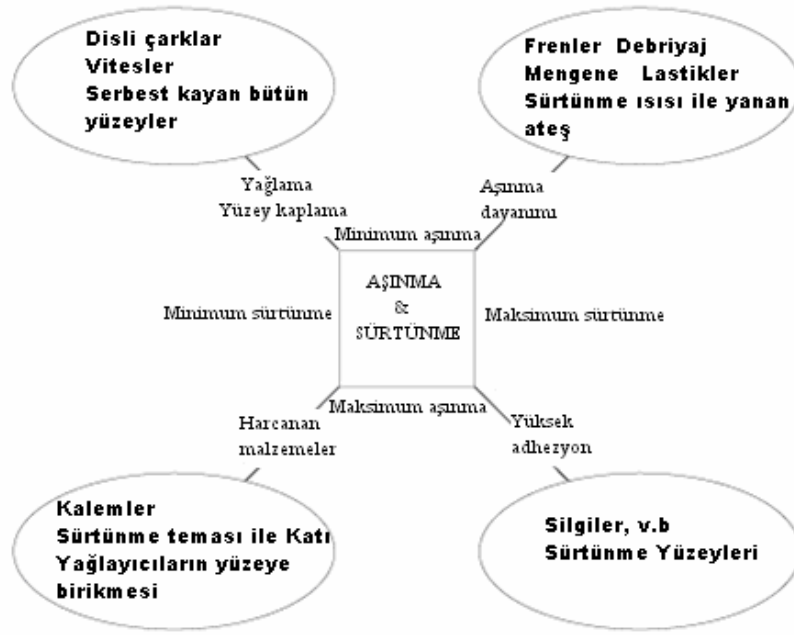 Disli çarklar
Vitesler
Serbest kayan bütün
yüzeyler
Frenler Debriyaj
Mengene Lastikler
Sürtünme ısısı ile yanan
ateş
Yağlama
Yüzey kaplama
Aşınma
dayanımı
Minimum aşınma
Minimum sürtünme
AŞINMA
&
SÜRTÜNME
Maksimum sürtünme
Maksimum aşınma
Harcanan
malzemeler
Yüksek
adhezyon
Kalemler
Sürtünme teması ile Katı
Yağlayıcıların yüzeye
birikmesi
Silgiler, v.b
Sürtünme Yüzeyleri